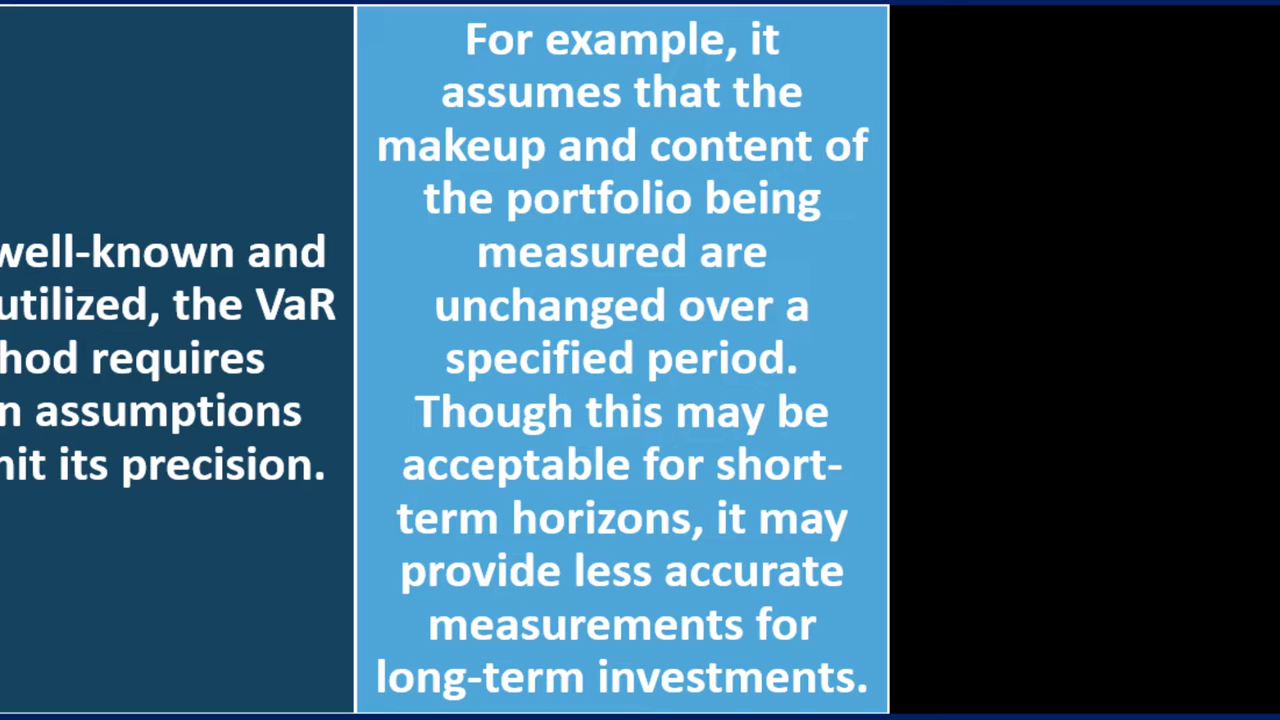 well-known and
utilized, the VaR
requires
assumptions
its precision.
For example, it
assumes that the
makeup and content of
the portfolio being
measured are
unchanged over a
specified period.
Though this may be
acceptable for short-
term horizons, it may
provide less accurate
measurements for
long-term investments.